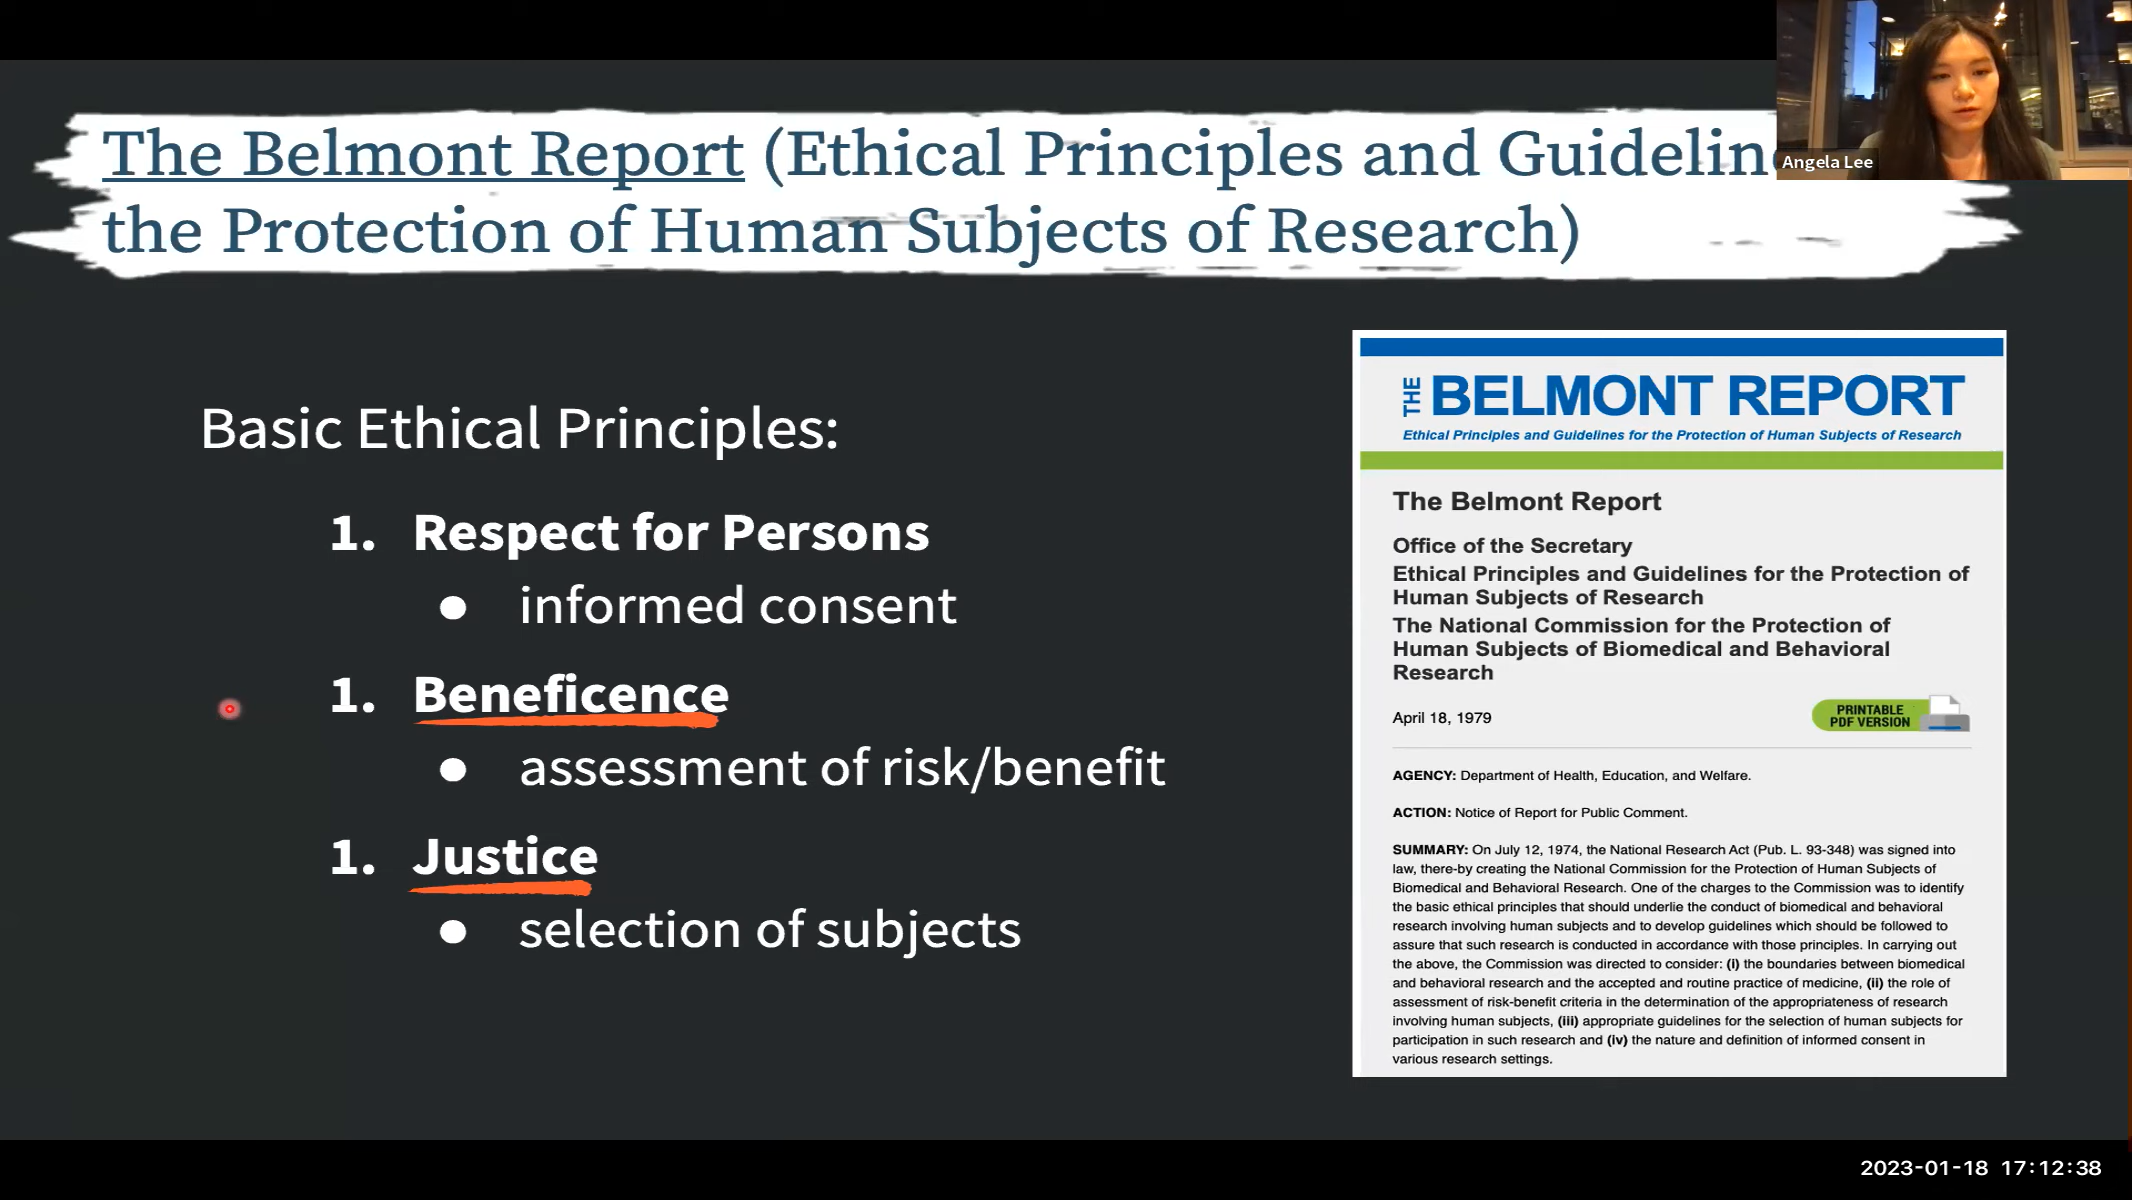 The Belmont Report (Ethical Principles and Guidelin
the Protection of Human Subjects of Research)
Angela Lee
Basic Ethical Principles:
1. Respect for Persons
● informed consent
1. Beneficence
● assessment of risk/benefit
1. Justice
● selection of subjects
THE BELMONT REPORT
Ethical Principles and Guidelines for the Protection of Human Subjects of Research
The Belmont Report
Office of the Secretary
Ethical Principles and Guidelines for the Protection of
Human Subjects of Research
The National Commission for the Protection of
Human Subjects of Biomedical and Behavioral
Research
April 18, 1979
PRINTABLE
PDF VERSION
AGENCY: Department of Health, Education, and Welfare.
ACTION: Notice of Report for Public Comment.
SUMMARY: On July 12, 1974, the National Research Act (Pub. L. 93-348) was signed into
law, there-by creating the National Commission for the Protection of Human Subjects of
Biomedical and Behavioral Research. One of the charges to the Commission was to identify
the basic ethical principles that should underlie the conduct of biomedical and behavioral
research involving human subjects and to develop guidelines which should be followed to
assure that such research is conducted in accordance with those principles. In carrying out
the above, the Commission was directed to consider: (i) the boundaries between biomedical
and behavioral research and the accepted and routine practice of medicine, (ii) the role of
assessment of risk-benefit criteria in the determination of the appropriateness of research
involving human subjects, (iii) appropriate guidelines for the selection of human subjects for
participation in such research and (iv) the nature and definition of informed consent in
various research settings.
2023-01-18 17:12:38